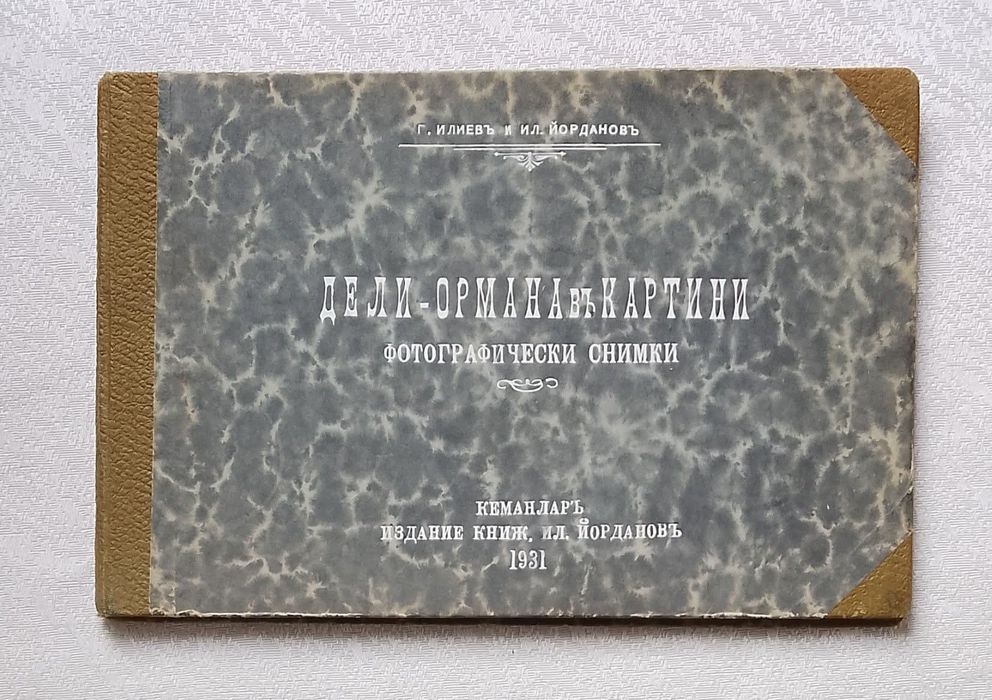 Г. ИЛИЕВЪ И ИЛ. ЙОРДАНОВЪ
ДЕЛИ-ОРМАНА въ КАРТИНИ
ФОТОГРАФИЧЕСКИ СНИМКИ
КЕМАНЛАРЪ
ИЗДАНИЕ КНИЖ. ИЛ. ЙОРДАНОВЪ
1931